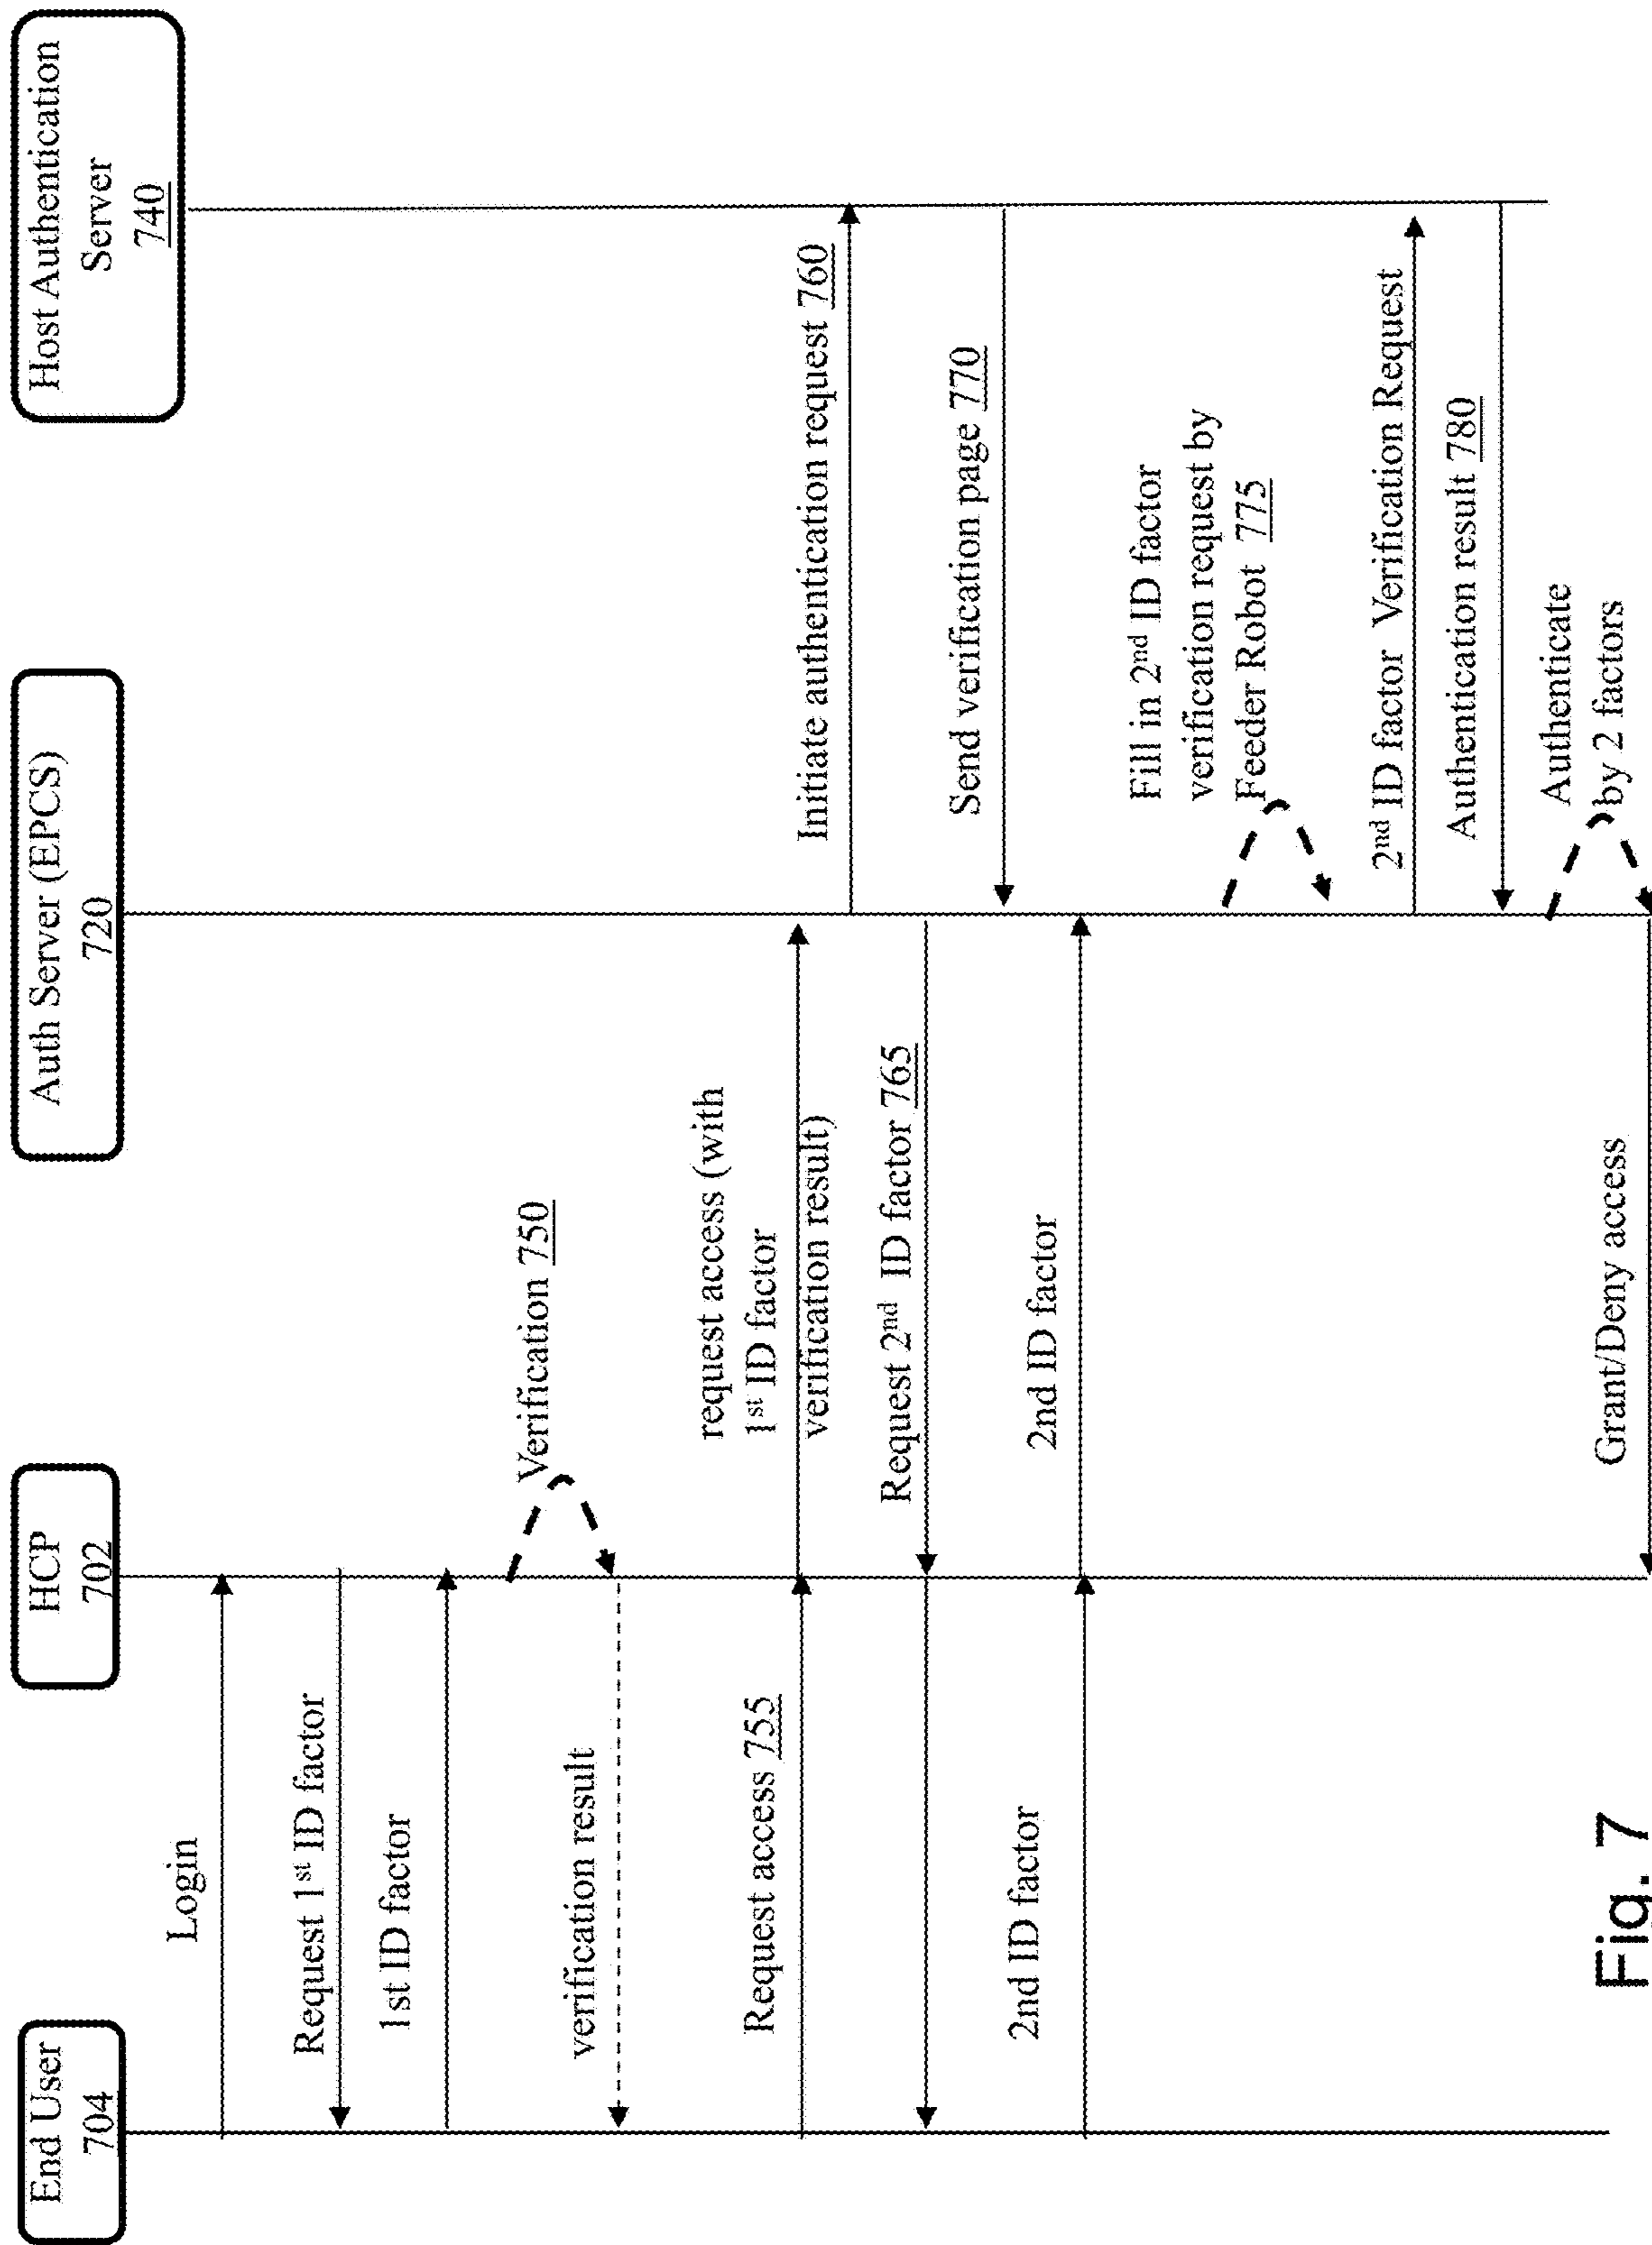 End User
704
HCP
702
Auth Server (EPCS)
720
Host Authentication
Server
740
Login
Request 1st ID factor
1st ID factor
Verification 750
verification result
Request access 755
request access (with
1st ID factor
verification result)
Initiate authentication request 760
Request 2nd ID factor 765
Send verification page 770
2nd ID factor
2nd ID factor
Fill in 2nd ID factor
verification request by
Feeder Robot 775
2nd ID factor Verification Request
Authentication result 780
Authenticate
by 2 factors
Grant/Deny access
Fig. 7